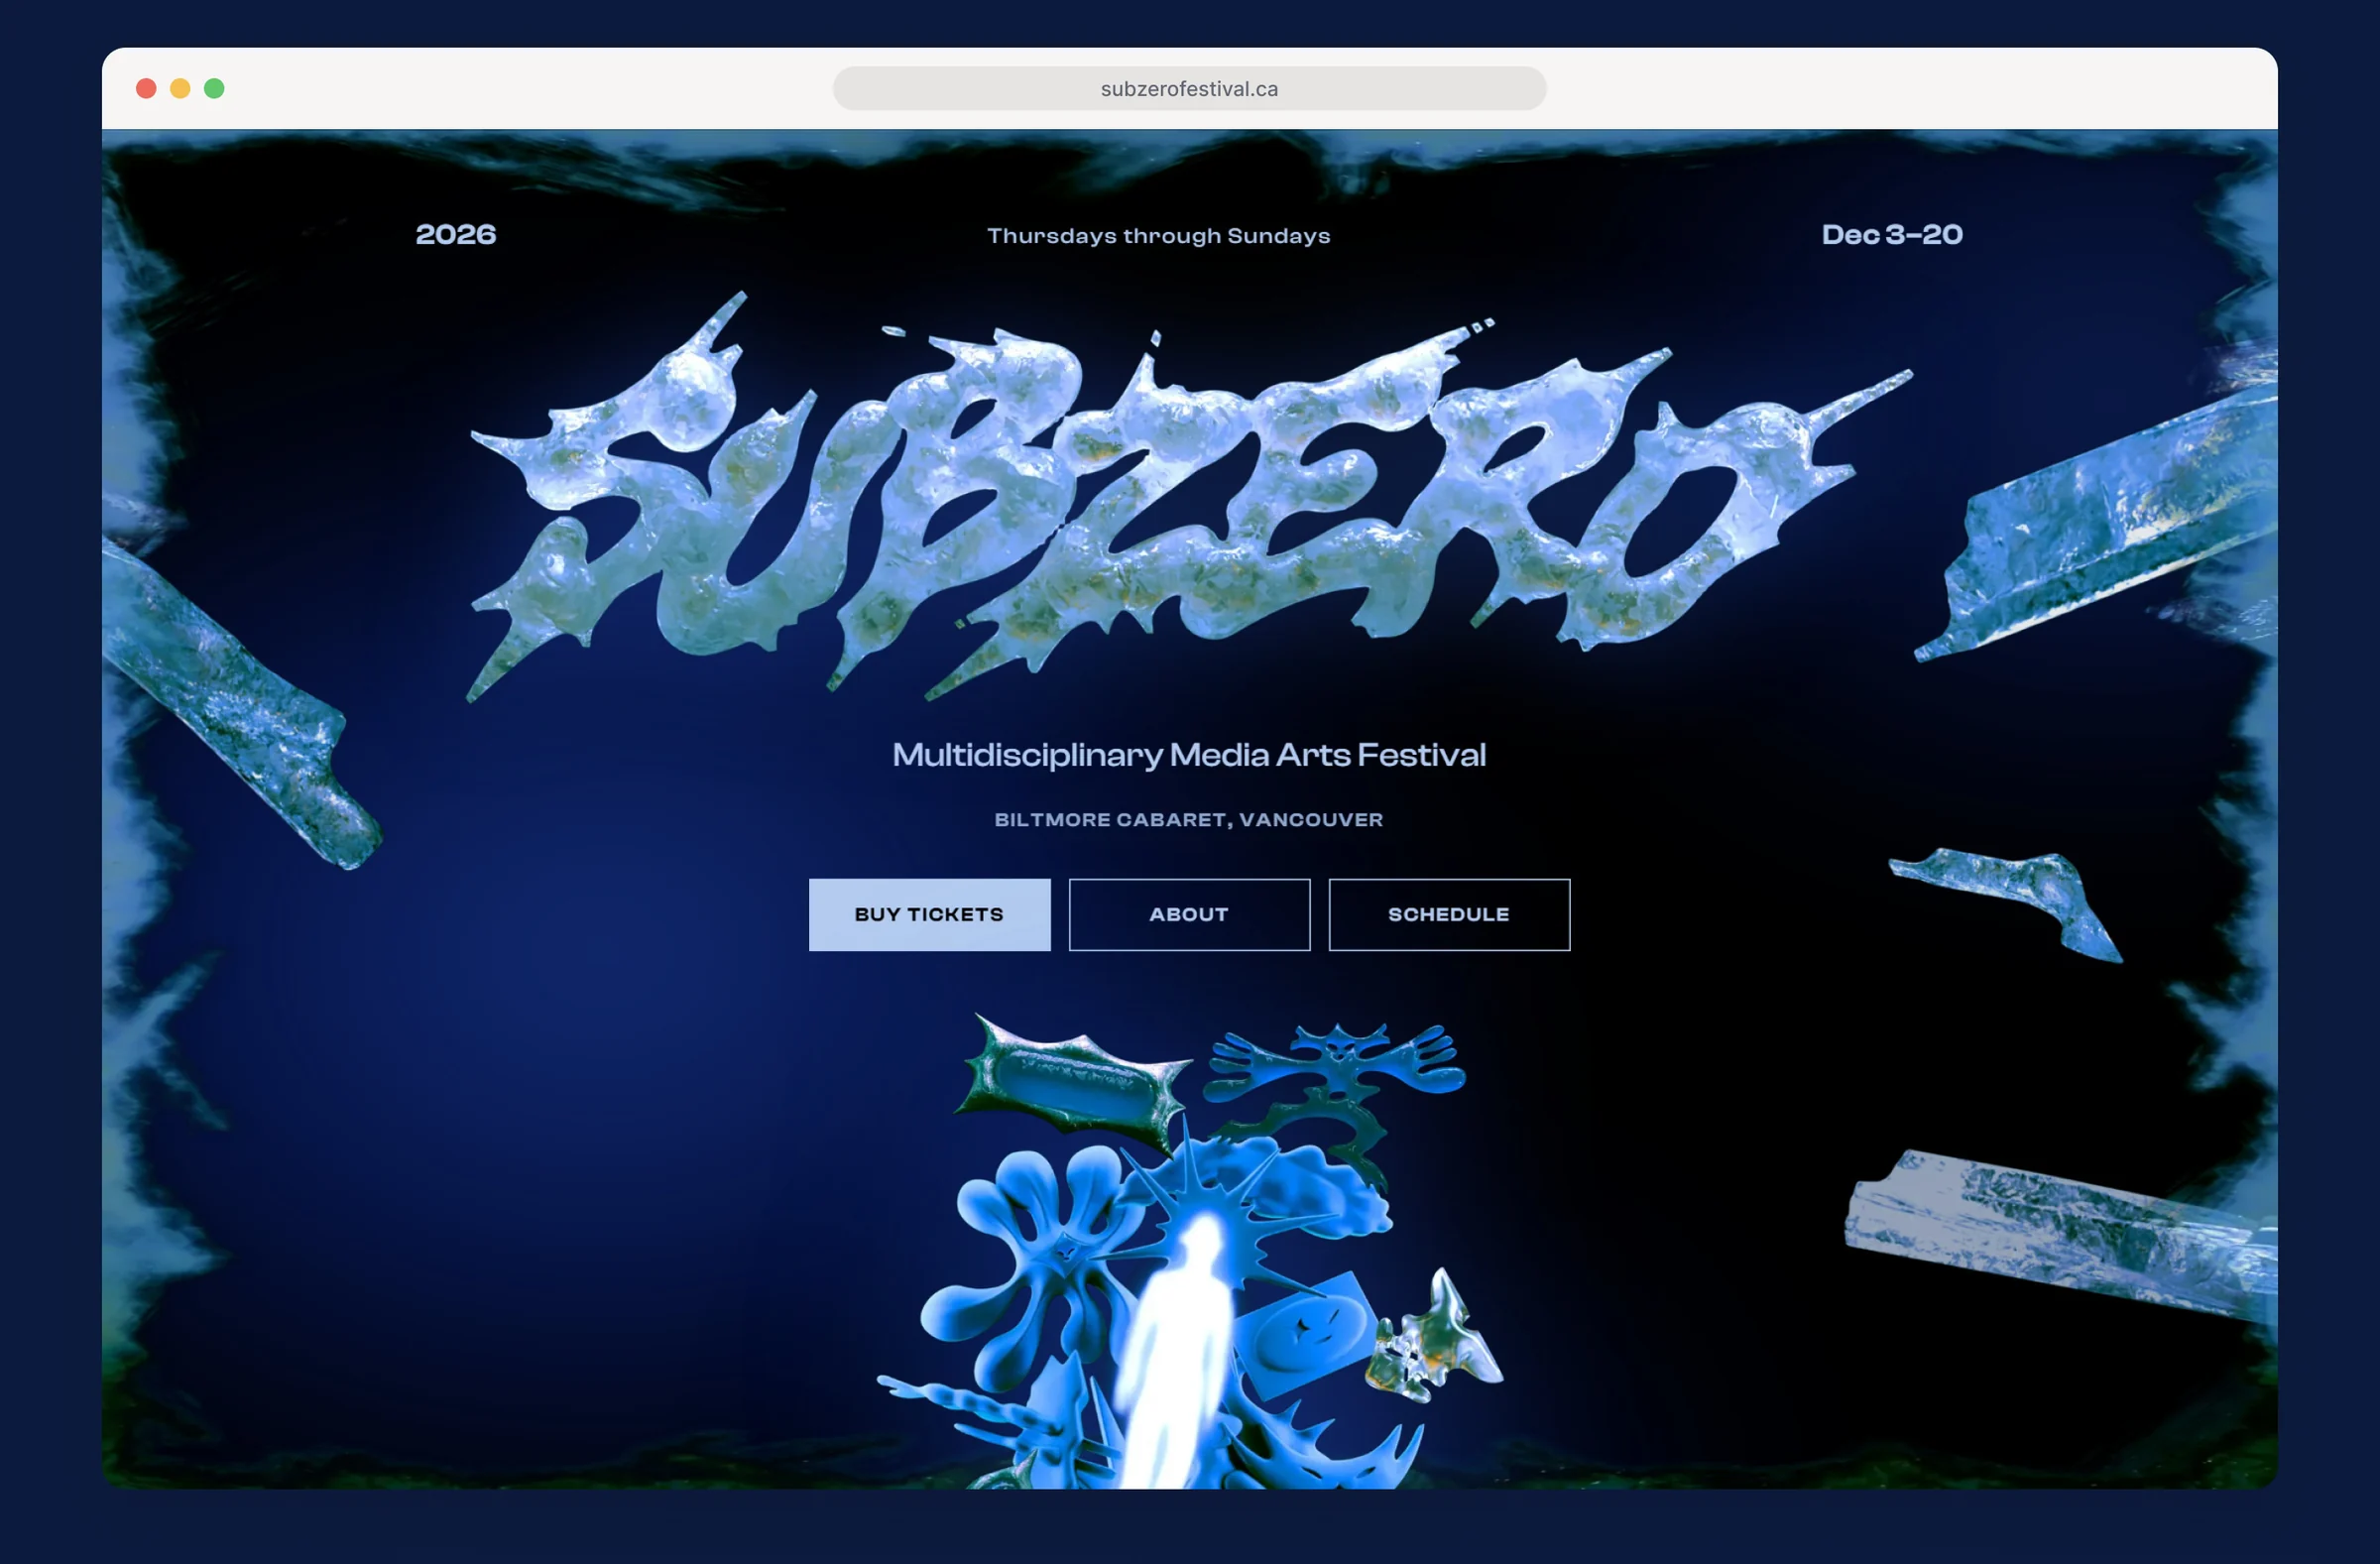 subzerofestival.ca
2026
Thursdays through Sundays
Dec 3–20
SUBZERO
Multidisciplinary Media Arts Festival
BILTMORE CABARET, VANCOUVER
BUY TICKETS
ABOUT
SCHEDULE